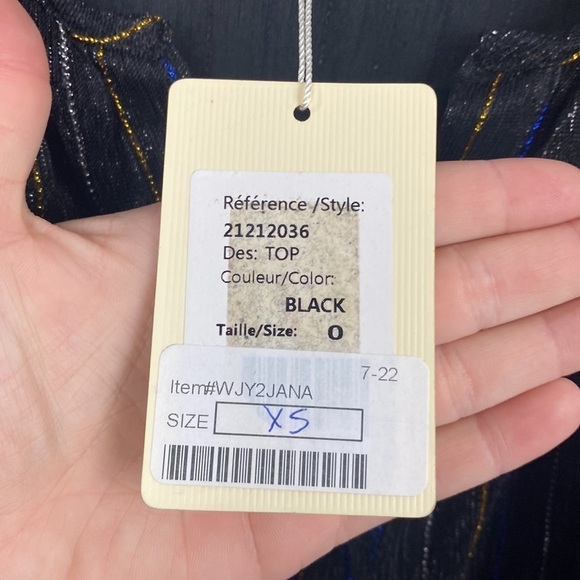 Référence /Style:
21212036
Des: TOP
Couleur/Color:
BLACK
Taille/Size: 0
7-22
Item#WJY2JANA
SIZE XS